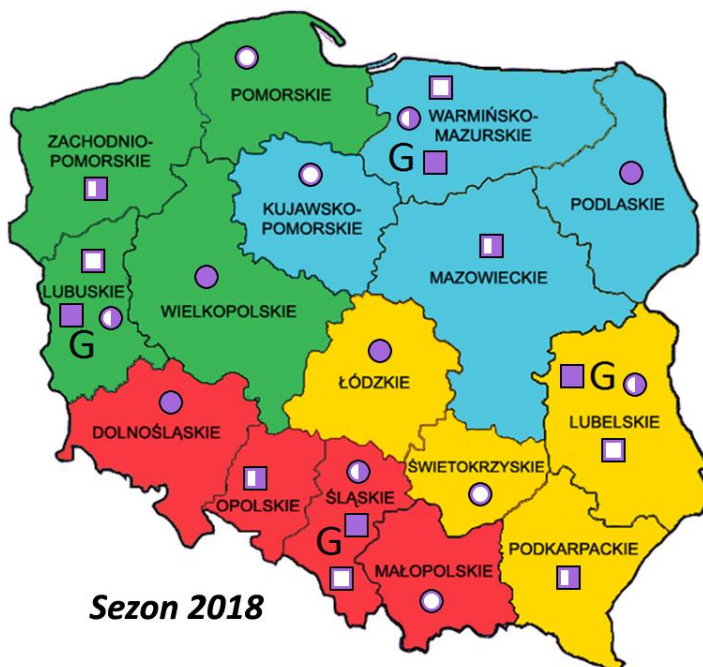 POMORSKIE
WARMIŃSKO-
MAZURSKIE
G
ZACHODNIO-
POMORSKIE
PODLASKIE
KUJAWSKO-
POMORSKIE
MAZOWIECKIE
LUBUSKIE
G
WIELKOPOLSKIE
ŁÓDZKIE
G
LUBELSKIE
DOLNOŚLĄSKIE
ŚWIETOKRZYSKIE
OPOLSKIE
ŚLĄSKIE
G
PODKARPACKIE
MAŁOPOLSKIE
Sezon 2018